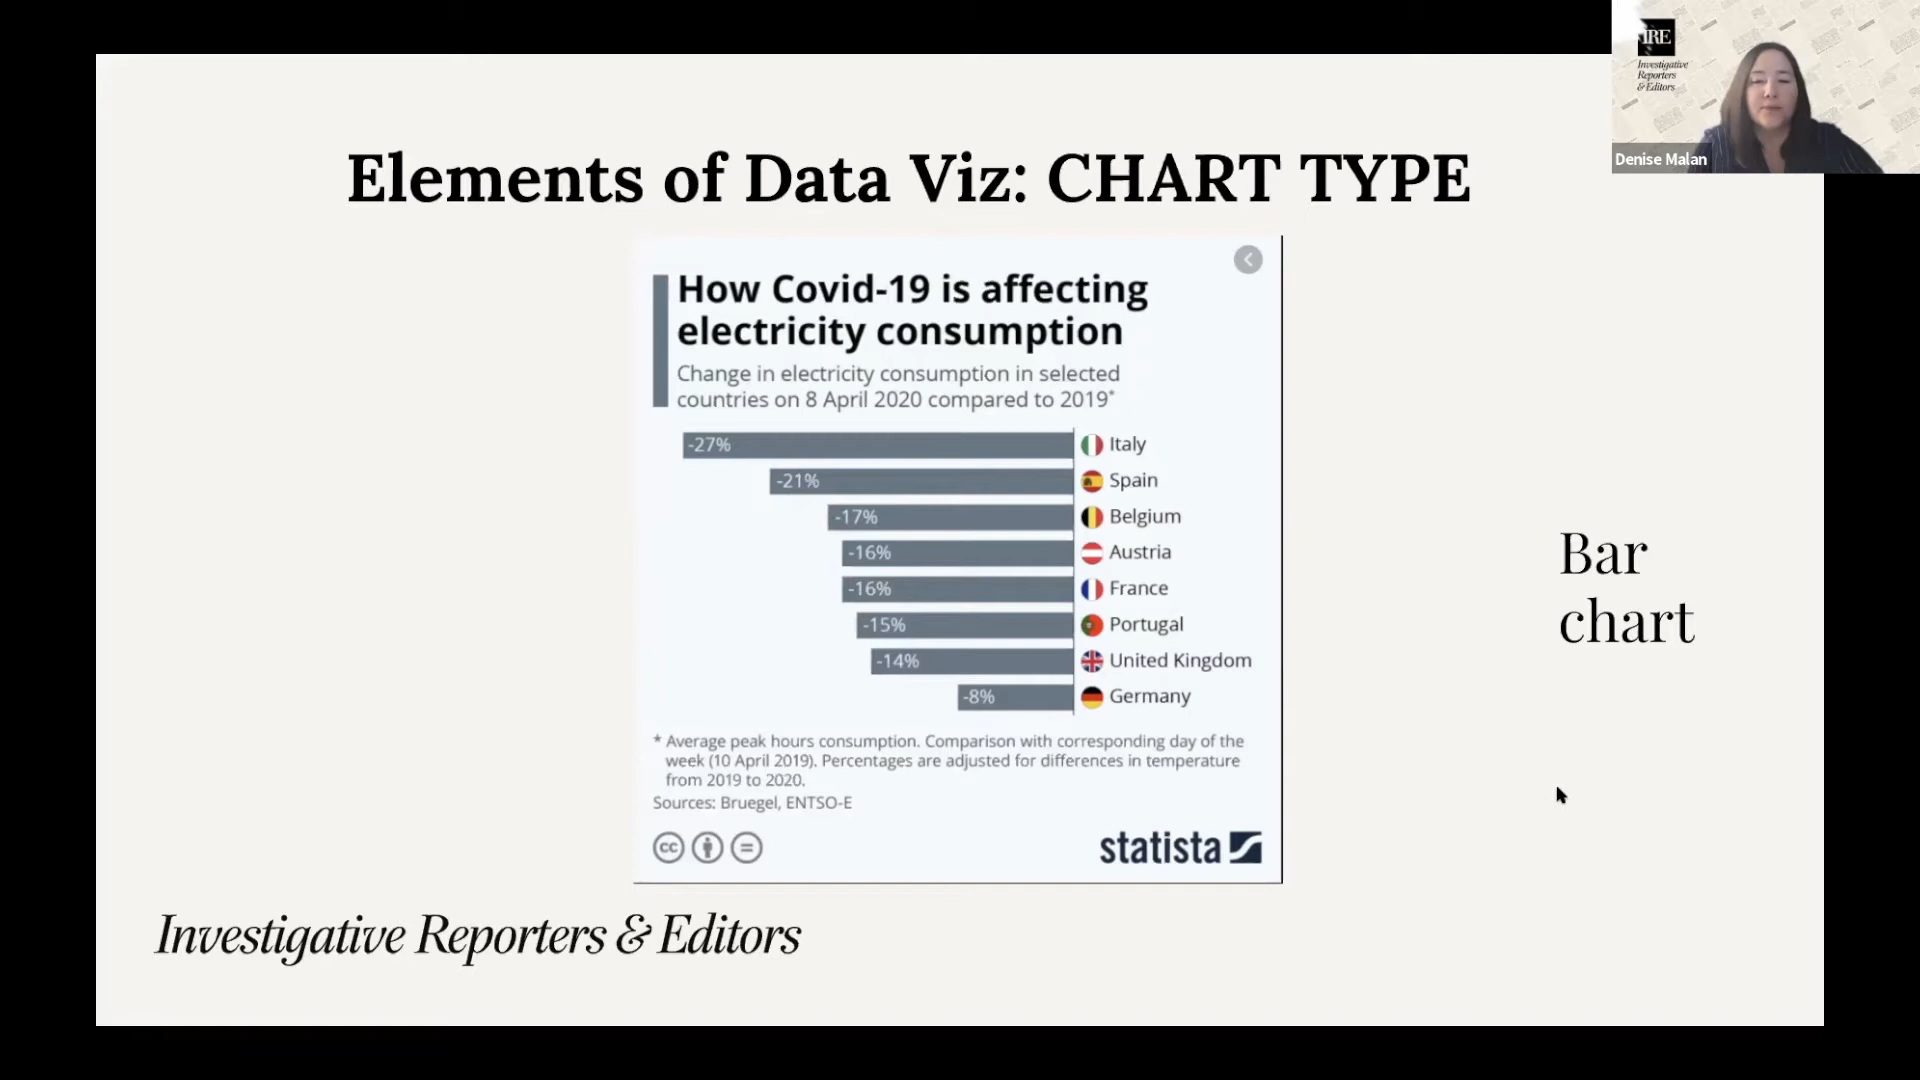 IRE
Investigative
Reporters
& Editors
Denise Malan
Elements of Data Viz: CHART TYPE
How Covid-19 is affecting
electricity consumption
Change in electricity consumption in selected
countries on 8 April 2020 compared to 2019*
-27% Italy
-21% Spain
-17% Belgium
-16% Austria
-16% France
-15% Portugal
-14% United Kingdom
-8% Germany
* Average peak hours consumption. Comparison with corresponding day of the
week (10 April 2019). Percentages are adjusted for differences in temperature
from 2019 to 2020.
Sources: Bruegel, ENTSO-E
cc
statista
Bar
chart
Investigative Reporters & Editors